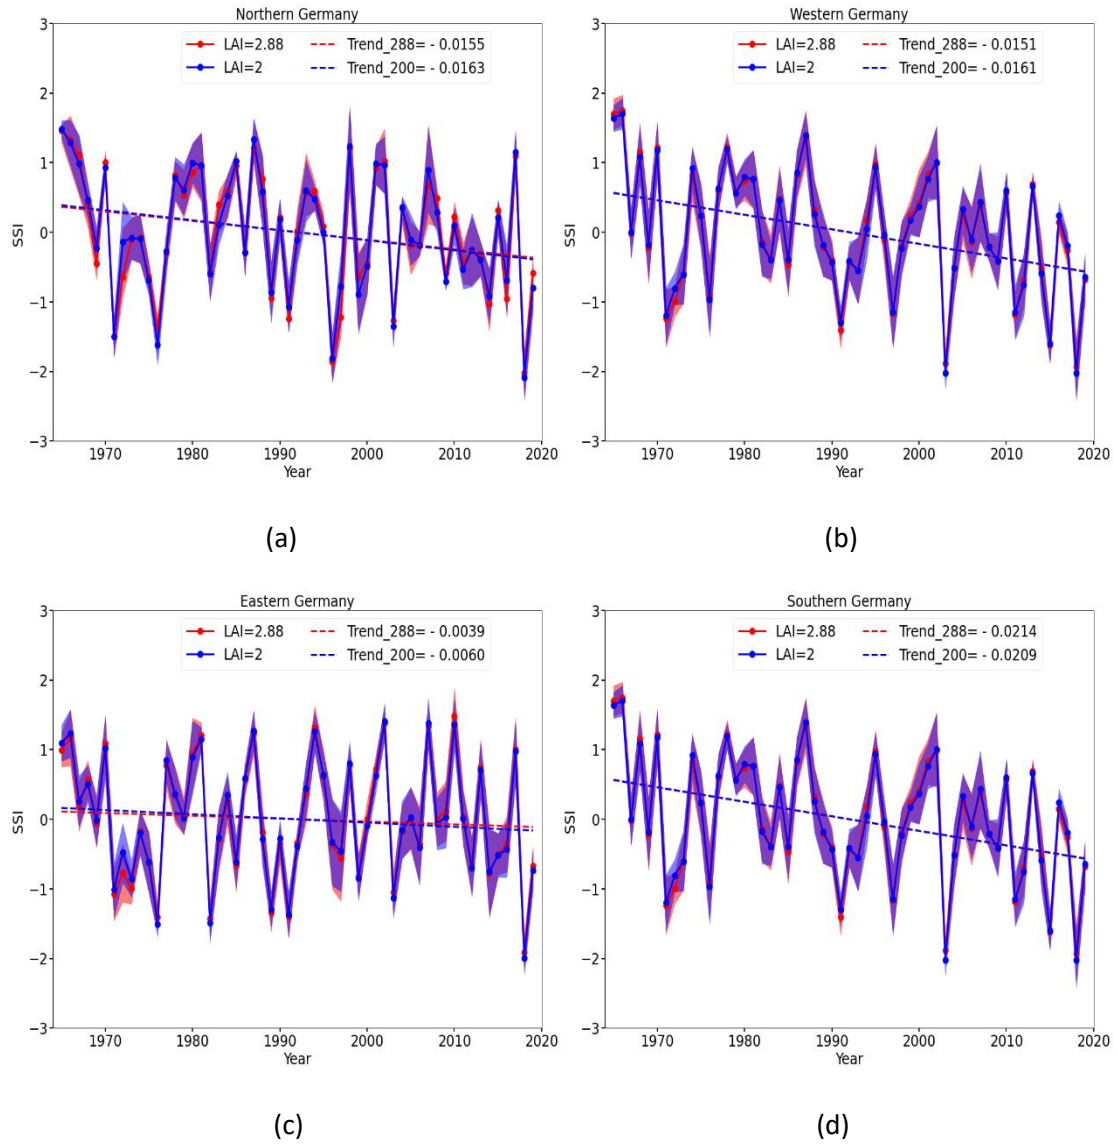 Northern Germany
3
2
1
0
−1
−2
−3
SSI
LAI=2.88
LAI=2
Trend_288= - 0.0155
Trend_200= - 0.0163
1970
1980
1990
2000
2010
2020
Year
(a)
Western Germany
3
2
1
0
−1
−2
−3
SSI
LAI=2.88
LAI=2
Trend_288= - 0.0151
Trend_200= - 0.0161
1970
1980
1990
2000
2010
2020
Year
(b)
Eastern Germany
3
2
1
0
−1
−2
−3
SSI
LAI=2.88
LAI=2
Trend_288= - 0.0039
Trend_200= - 0.0060
1970
1980
1990
2000
2010
2020
Year
(c)
Southern Germany
3
2
1
0
−1
−2
−3
SSI
LAI=2.88
LAI=2
Trend_288= - 0.0214
Trend_200= - 0.0209
1970
1980
1990
2000
2010
2020
Year
(d)